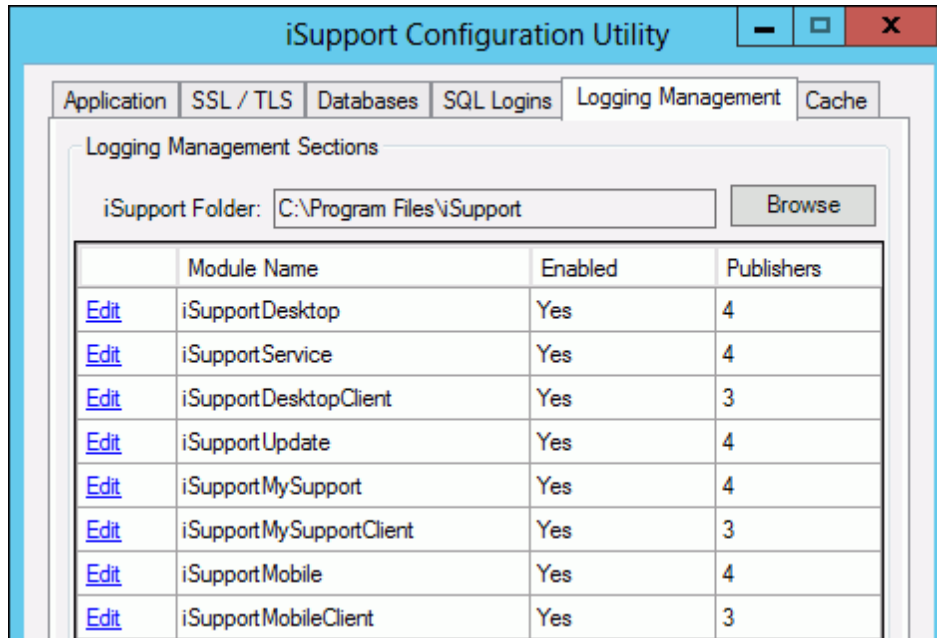 iSupport Configuration Utility
Application SSL / TLS Databases SQL Logins Logging Management Cache
Logging Management Sections
iSupport Folder: C:\Program Files\iSupport Browse
Module Name Enabled Publishers
Edit iSupportDesktop Yes 4
Edit iSupportService Yes 4
Edit iSupportDesktopClient Yes 3
Edit iSupportUpdate Yes 4
Edit iSupportMySupport Yes 4
Edit iSupportMySupportClient Yes 3
Edit iSupportMobile Yes 4
Edit iSupportMobileClient Yes 3